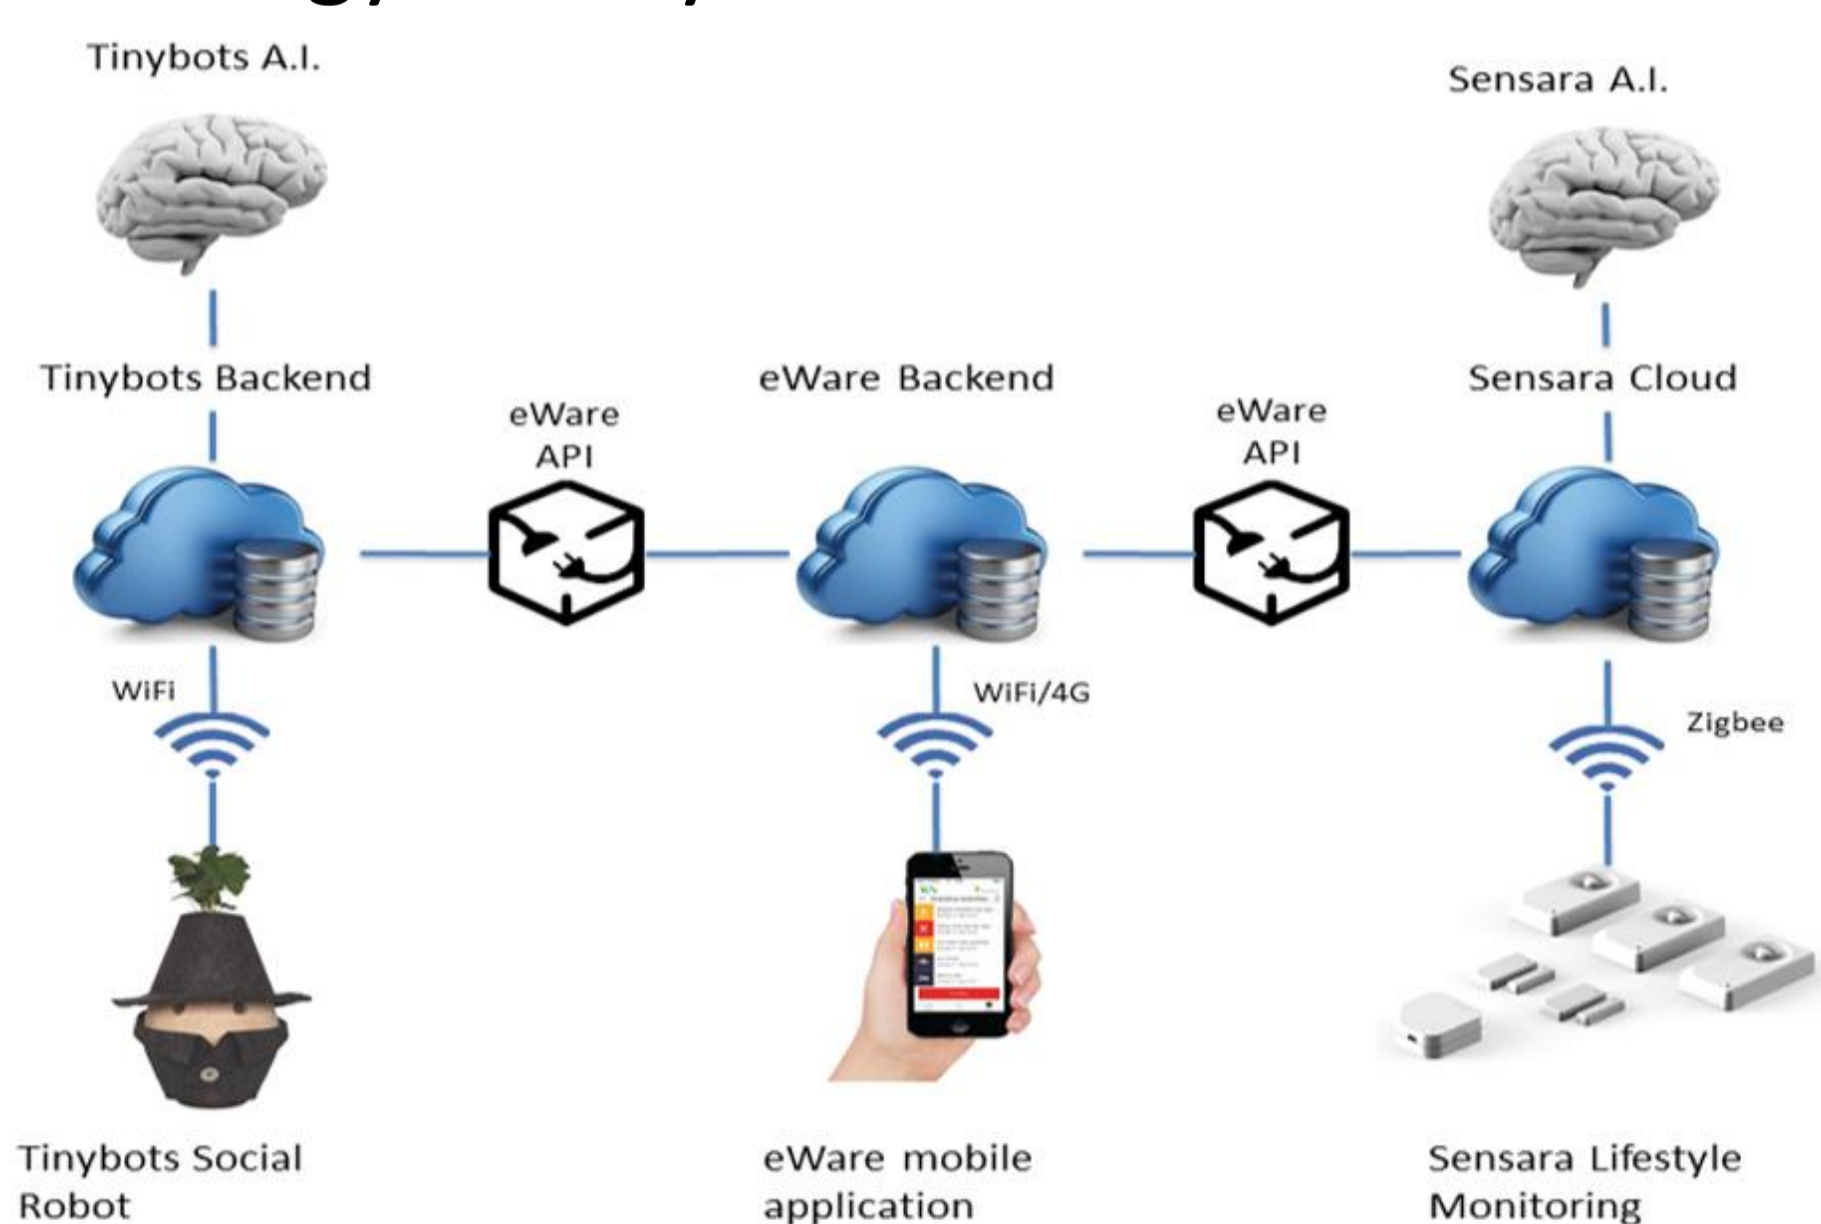 Tinybots A.I.
Sensara A.I.
Tinybots Backend
eWare Backend
Sensara Cloud
eWare
API
eWare
API
WiFi
WiFi/4G
Zigbee
Tinybots Social
Robot
eWare mobile
application
Sensara Lifestyle
Monitoring